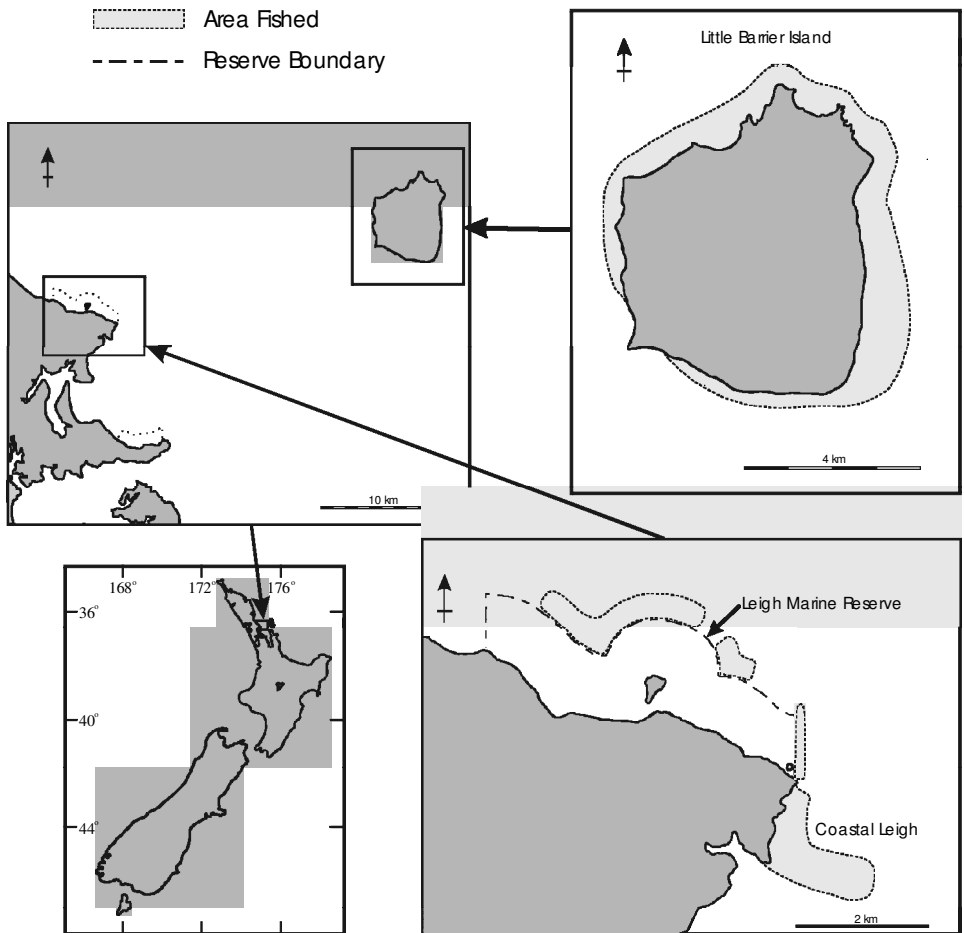 Area Fished
Reserve Boundary
Little Barrier Island
4 km
10 km
168° 172° 176°
36°
40°
44°
Leigh Marine Reserve
Coastal Leigh
2 km